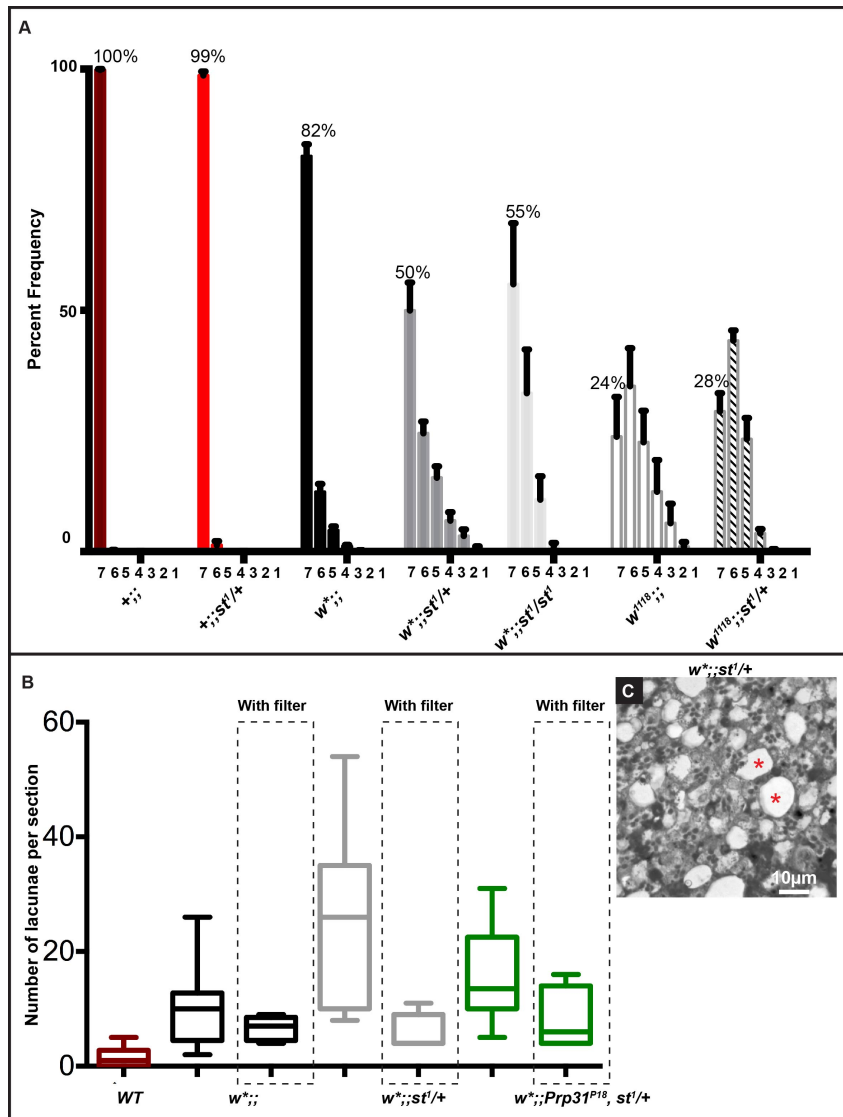 A
100%
99%
82%
50%
55%
24%
28%
100
50
0
Percent Frequency
7 6 5 4 3 2 1 7 6 5 4 3 2 1 7 6 5 4 3 2 1 7 6 5 4 3 2 1 7 6 5 4 3 2 1 7 6 5 4 3 2 1 7 6 5 4 3 2 1
+;;
+;;st¹/+
w*;;
w*;;st¹/+
w*;;st¹/st¹
w¹¹¹⁸;;
w¹¹¹⁸;;st¹/+
B
With filter
With filter
With filter
60
40
20
0
Number of lacunae per section
WT
w*;;
w*;;st¹/+
w*;;Prp31ᴾ¹⁸, st¹/+
w*;;st¹/+
C
*
*
10µm